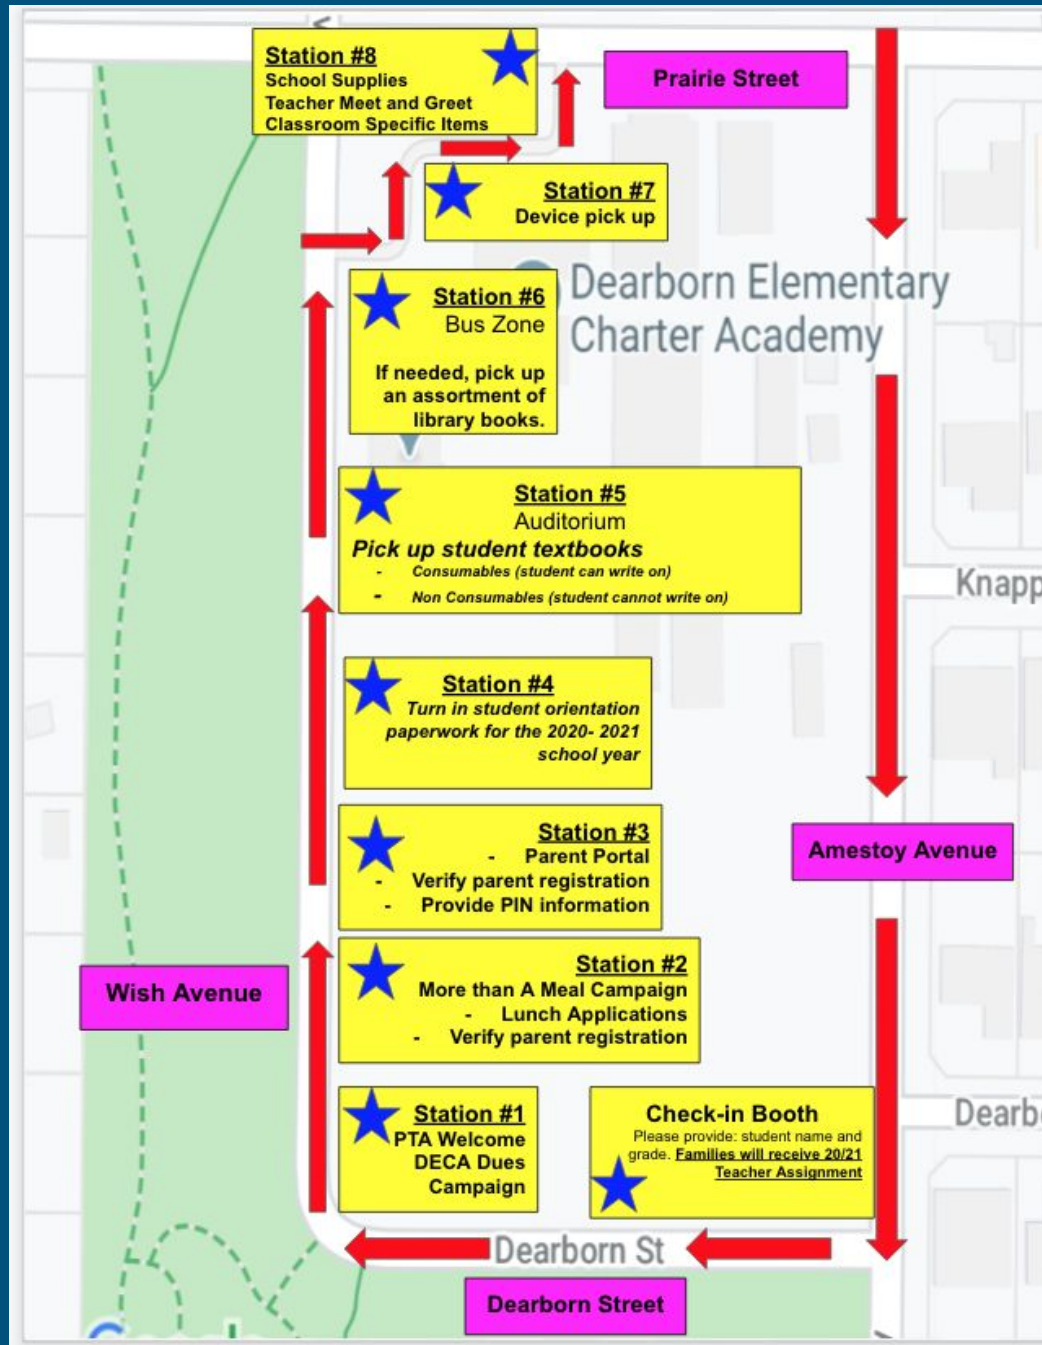 Station #8
School Supplies
Teacher Meet and Greet
Classroom Specific Items
Prairie Street
Station #7
Device pick up
Dearborn Elementary
Charter Academy
Station #6
Bus Zone
If needed, pick up
an assortment of
library books.
Station #5
Auditorium
Pick up student textbooks
- Consumables (student can write on)
- Non Consumables (student cannot write on)
Knapp
Station #4
Turn in student orientation
paperwork for the 2020- 2021
school year
Station #3
- Parent Portal
- Verify parent registration
- Provide PIN information
Amestoy Avenue
Station #2
More than A Meal Campaign
- Lunch Applications
- Verify parent registration
Wish Avenue
Station #1
PTA Welcome
DECA Dues
Campaign
Check-in Booth
Please provide: student name and
grade. Families will receive 20/21
Teacher Assignment
Dearb
Dearborn St
Dearborn Street